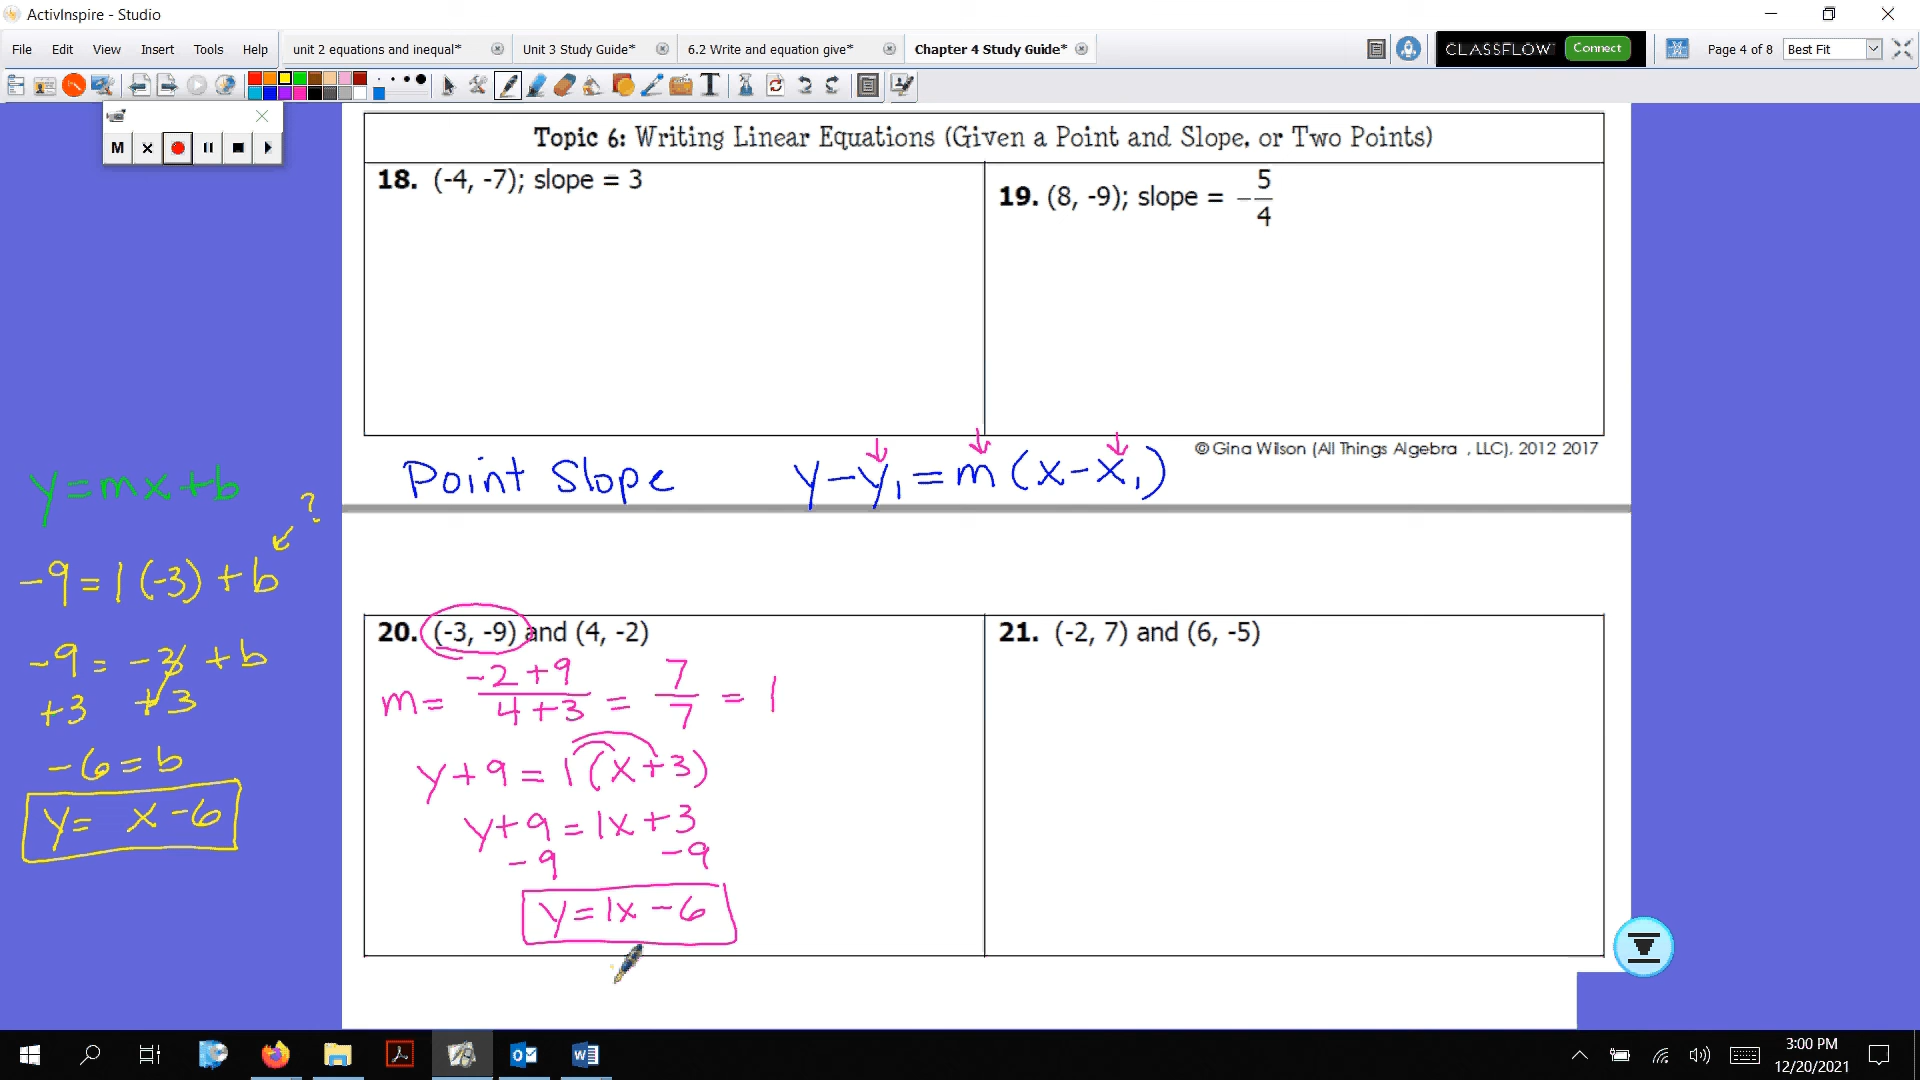 ActivInspire - Studio
File Edit View Insert Tools Help
unit 2 equations and inequal* Unit 3 Study Guide* 6.2 Write and equation give* Chapter 4 Study Guide*
CLASSFLOW Connect
Page 4 of 8 Best Fit
M
Topic 6: Writing Linear Equations (Given a Point and Slope, or Two Points)
18. (-4, -7); slope = 3
19. (8, -9); slope = -5/4
© Gina Wilson (All Things Algebra , LLC), 2012 2017
Point Slope y-y₁=m(x-x₁)
y=mx+b
?
-9=1(-3)+b
-9=-3+b
+3 +3
-6=b
y= x-6
20. (-3, -9) and (4, -2)
m= -2+9/4+3 = 7/7 = 1
y+9=1(x+3)
y+9=1x+3
-9 -9
y=1x-6
21. (-2, 7) and (6, -5)
3:00 PM
12/20/2021